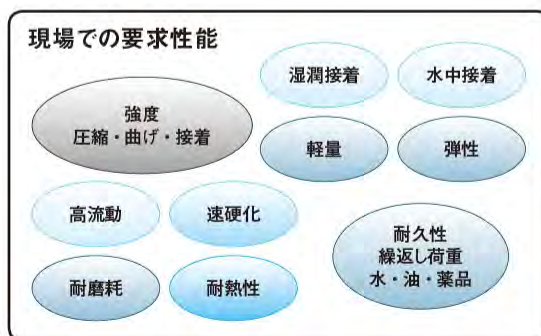 現場での要求性能
湿潤接着
水中接着
強度
圧縮・曲げ・接着
軽量
弾性
高流動
速硬化
耐久性
繰返し荷重
水・油・薬品
耐磨耗
耐熱性